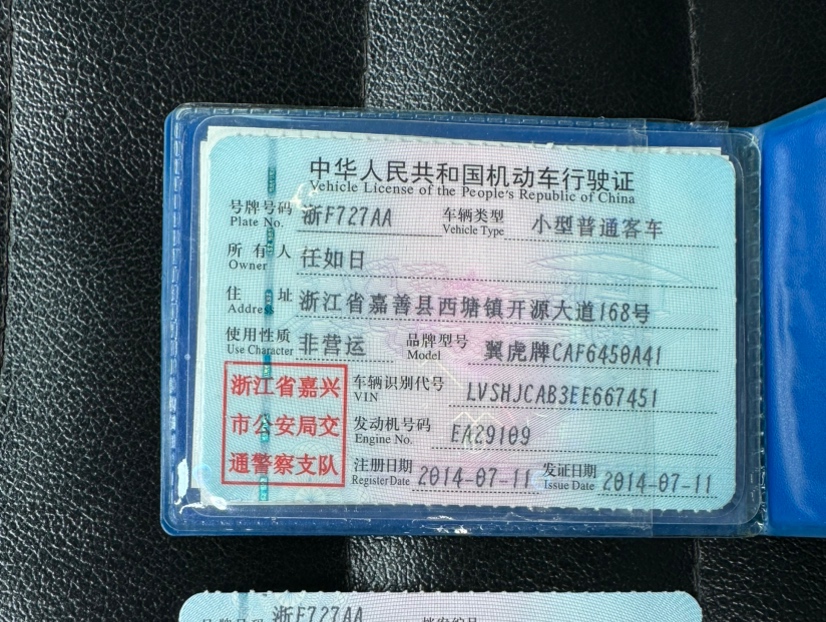 中华人民共和国机动车行驶证
Vehicle License of the People's Republic of China
号牌号码 浙F727AA 车辆类型 小型普通客车
Plate No. Vehicle Type
所有人 任如日
Owner
住址 浙江省嘉善县西塘镇开源大道168号
Address
使用性质 非营运 品牌型号 翼虎牌CAF6450A41
Use Character Model
浙江省嘉兴
市公安局交
通警察支队
车辆识别代号 LVSHJCAB3EE667451
VIN
发动机号码 EA29109
Engine No.
注册日期 2014-07-11 发证日期 2014-07-11
Register Date Issue Date
浙F727AA